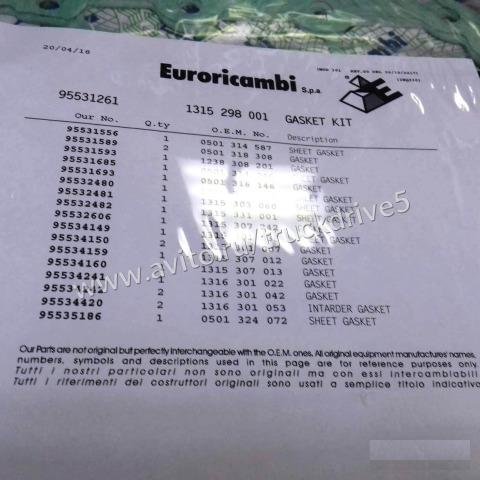 20/04/16
Euroricambi S.p.a.
95531261 1315 298 001 GASKET KIT
Our No. Q.ty O.E.M. No. Description
95531556 1 0501 314 587 SHEET GASKET
95531589 2 0501 318 308 GASKET
95531593 1 1238 308 201 GASKET
95531685 1 GASKET
95531693 1 0501 316 146 GASKET
95532480 1
95532481 1 GASKET
95532482 1 1315 303 060
95532606 1 1315 331 001
95534149 1 1315 307
95534150 2 GASKET
95534159 1 1315 307
95534160 1 1315 307 012 GASKET
95534241 1 1315 307 013 GASKET
2 1316 301 022 GASKET
95534420 2 1316 301 042 GASKET
95535186 1 1316 301 053 INTARDER GASKET
0501 324 072 SHEET GASKET
www.avito.ru/truckdrive5
Our Parts are not original but perfectly interchangeable with the O.E.M. ones. All original equipment manufactures' names,
numbers, symbols and descriptions used in this page are for reference purposes only.
Tutti i nostri particolari non sono originali ma con essi intercambiabili.
Tutti i riferimenti dei costruttori originali sono usati a semplice titolo indicativo